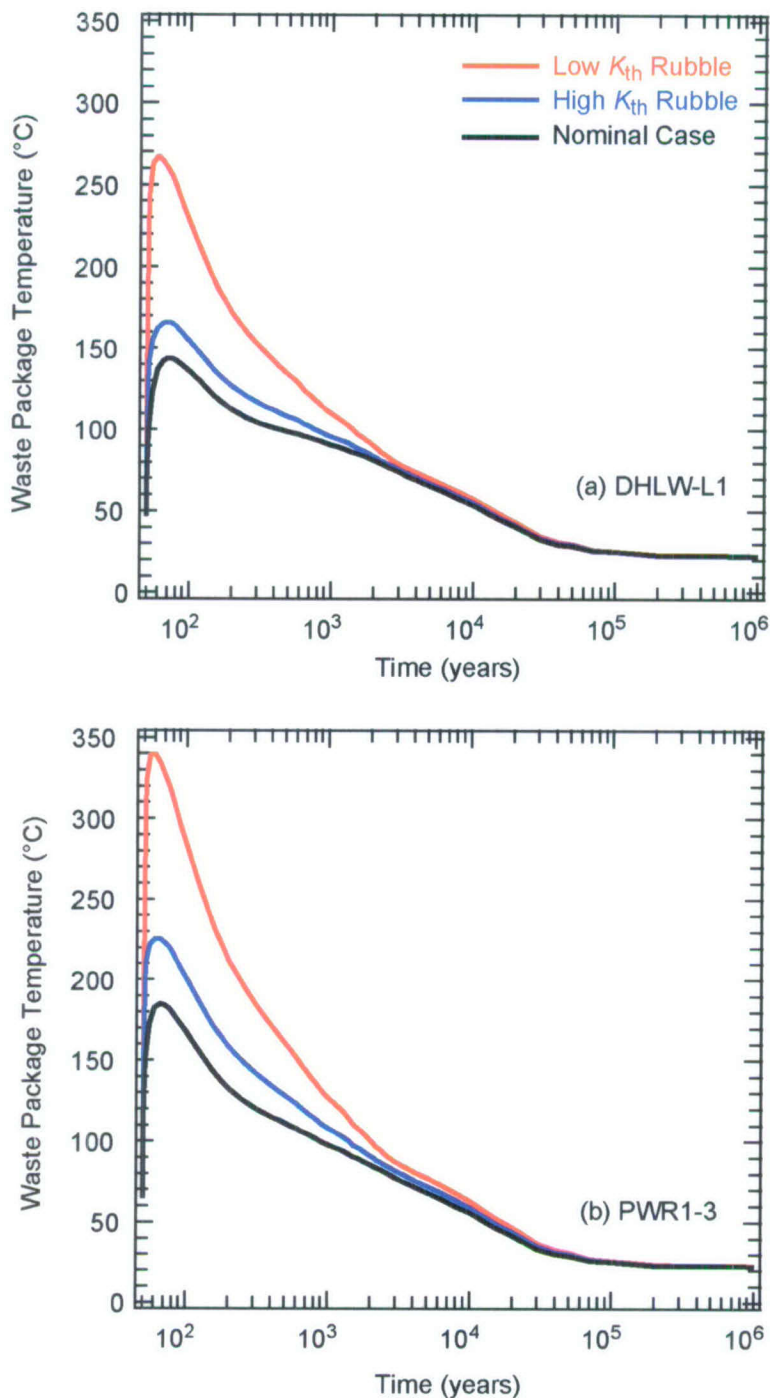 350
300
250
200
150
100
50
0
Waste Package Temperature (°C)
Low Kth Rubble
High Kth Rubble
Nominal Case
(a) DHLW-L1
10² 10³ 10⁴ 10⁵ 10⁶
Time (years)
350
300
250
200
150
100
50
0
Waste Package Temperature (°C)
(b) PWR1-3
10² 10³ 10⁴ 10⁵ 10⁶
Time (years)